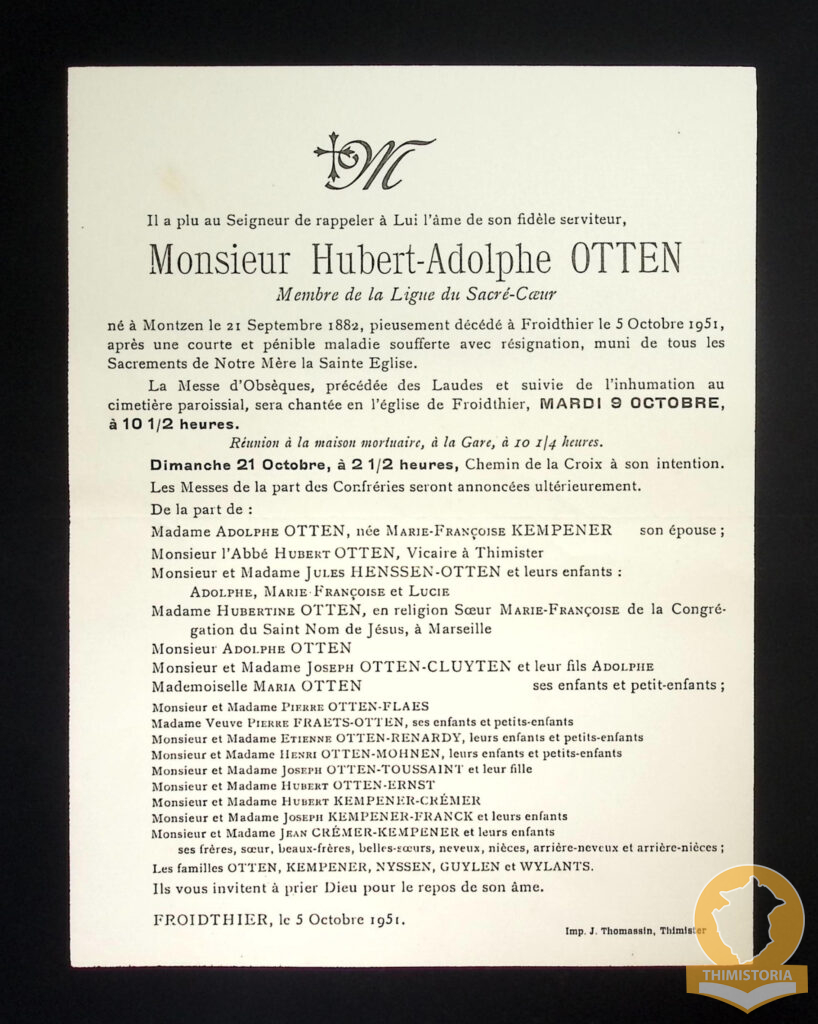 M
Il a plu au Seigneur de rappeler à Lui l'âme de son fidèle serviteur,
Monsieur Hubert-Adolphe OTTEN
Membre de la Ligue du Sacré-Cœur
né à Montzen le 21 Septembre 1882, pieusement décédé à Froidthier le 5 Octobre 1951,
après une courte et pénible maladie soufferte avec résignation, muni de tous les
Sacrements de Notre Mère la Sainte Eglise.
La Messe d'Obsèques, précédée des Laudes et suivie de l'inhumation au
cimetière paroissial, sera chantée en l'église de Froidthier, MARDI 9 OCTOBRE,
à 10 1/2 heures.
Réunion à la maison mortuaire, à la Gare, à 10 1/4 heures.
Dimanche 21 Octobre, à 2 1/2 heures, Chemin de la Croix à son intention.
Les Messes de la part des Confréries seront annoncées ultérieurement.
De la part de :
Madame ADOLPHE OTTEN, née MARIE-FRANÇOISE KEMPENER son épouse ;
Monsieur l'Abbé HUBERT OTTEN, Vicaire à Thimister
Monsieur et Madame JULES HENSSEN-OTTEN et leurs enfants :
ADOLPHE, MARIE-FRANÇOISE et LUCIE
Madame HUBERTINE OTTEN, en religion Sœur MARIE-FRANÇOISE de la Congré-
gation du Saint Nom de Jésus, à Marseille
Monsieur ADOLPHE OTTEN
Monsieur et Madame JOSEPH OTTEN-CLUYTEN et leur fils ADOLPHE
Mademoiselle MARIA OTTEN ses enfants et petit-enfants ;
Monsieur et Madame PIERRE OTTEN-FLAES
Madame Veuve PIERRE FRAETS-OTTEN, ses enfants et petits-enfants
Monsieur et Madame ETIENNE OTTEN-RENARDY, leurs enfants et petits-enfants
Monsieur et Madame HENRI OTTEN-MOHNEN, leurs enfants et petits-enfants
Monsieur et Madame JOSEPH OTTEN-TOUSSAINT et leur fille
Monsieur et Madame HUBERT OTTEN-ERNST
Monsieur et Madame HUBERT KEMPENER-CRÉMER
Monsieur et Madame JOSEPH KEMPENER-FRANCK et leurs enfants
Monsieur et Madame JEAN CRÉMER-KEMPENER et leurs enfants
ses frères, sœur, beaux-frères, belles-sœurs, neveux, nièces, arrière-neveux et arrière-nièces ;
Les familles OTTEN, KEMPENER, NYSSEN, GUYLEN et WYLANTS.
Ils vous invitent à prier Dieu pour le repos de son âme.
FROIDTHIER, le 5 Octobre 1951.
Imp. J. Thomassin, Thimister
THIMISTORIA